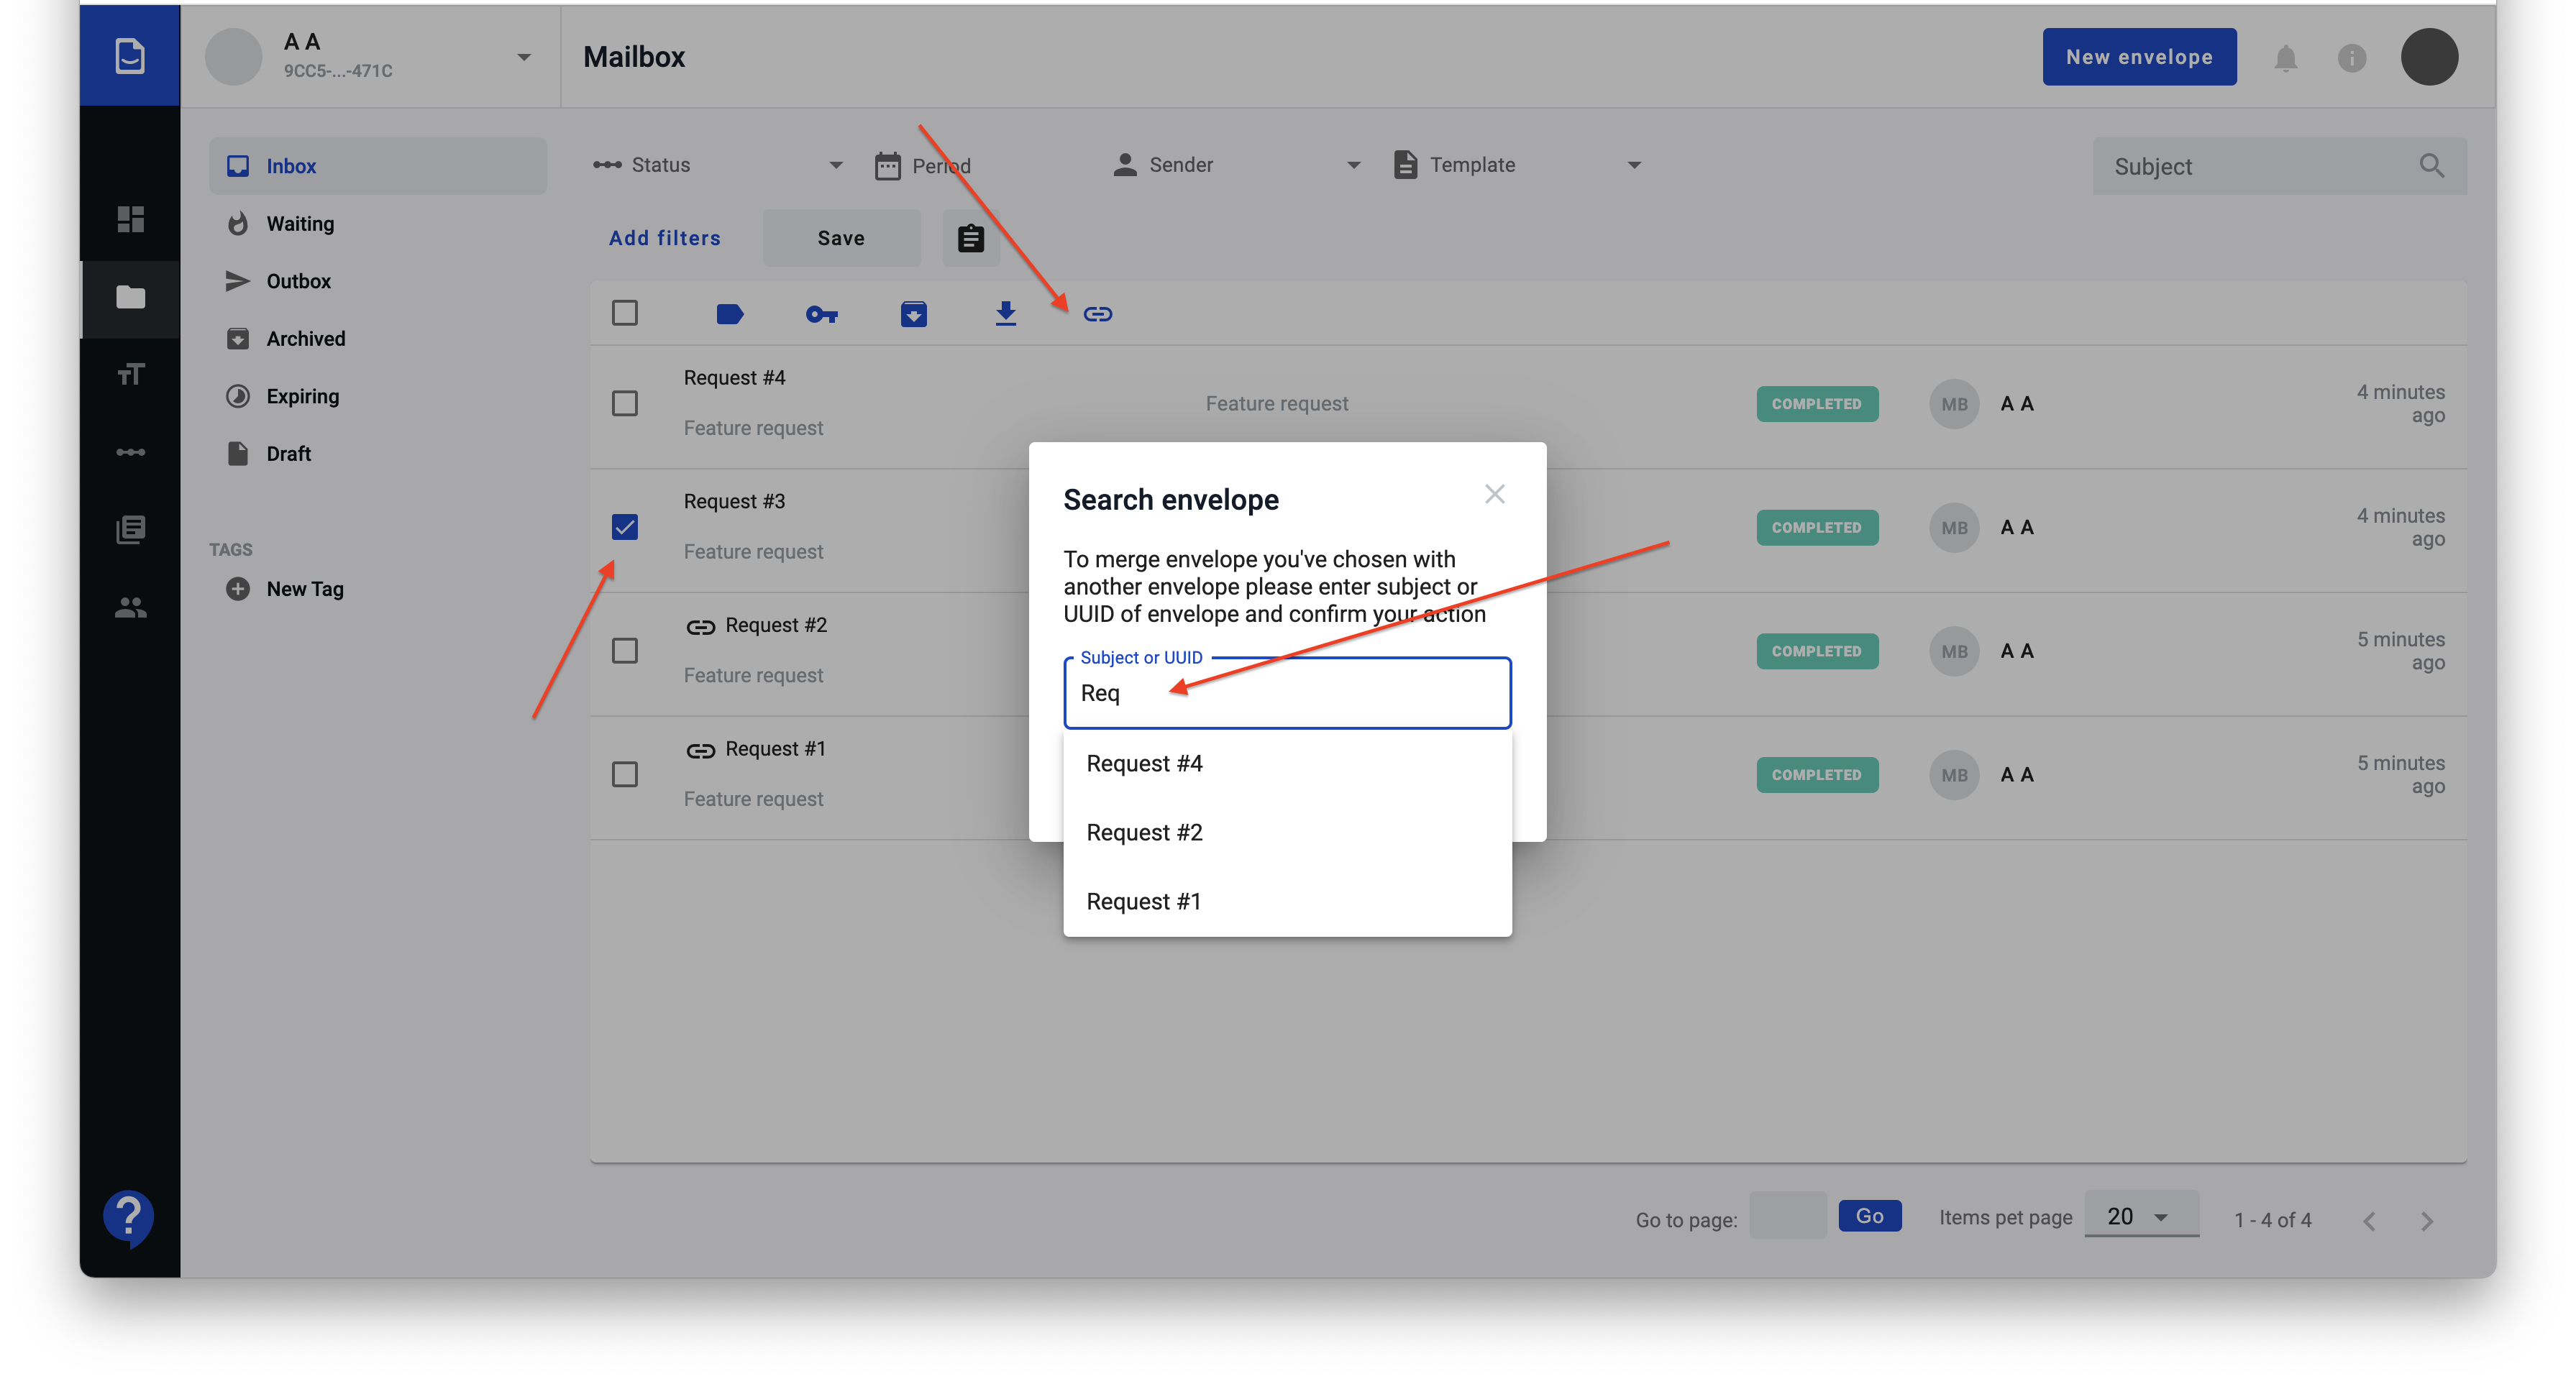 A A
9CC5-...-471C
Mailbox
New envelope
Inbox
Waiting
Outbox
Archived
Expiring
Draft
TAGS
New Tag
Status
Period
Sender
Template
Subject
Add filters
Save
Request #4
Feature request
Feature request
COMPLETED
MB
A A
4 minutes
ago
Request #3
Feature request
COMPLETED
MB
A A
4 minutes
ago
Request #2
Feature request
COMPLETED
MB
A A
5 minutes
ago
Request #1
Feature request
COMPLETED
MB
A A
5 minutes
ago
Search envelope
To merge envelope you've chosen with
another envelope please enter subject or
UUID of envelope and confirm your action
Subject or UUID
Req
Request #4
Request #2
Request #1
Go to page:
Go
Items pet page
20
1 - 4 of 4